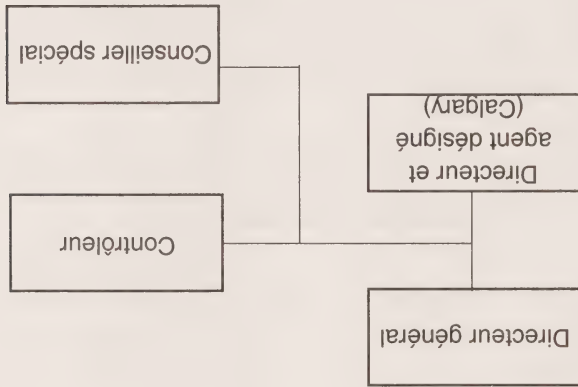 Directeur général
Contrôleur
Directeur et
agent désigné
(Calgary)
Conseiller spécial